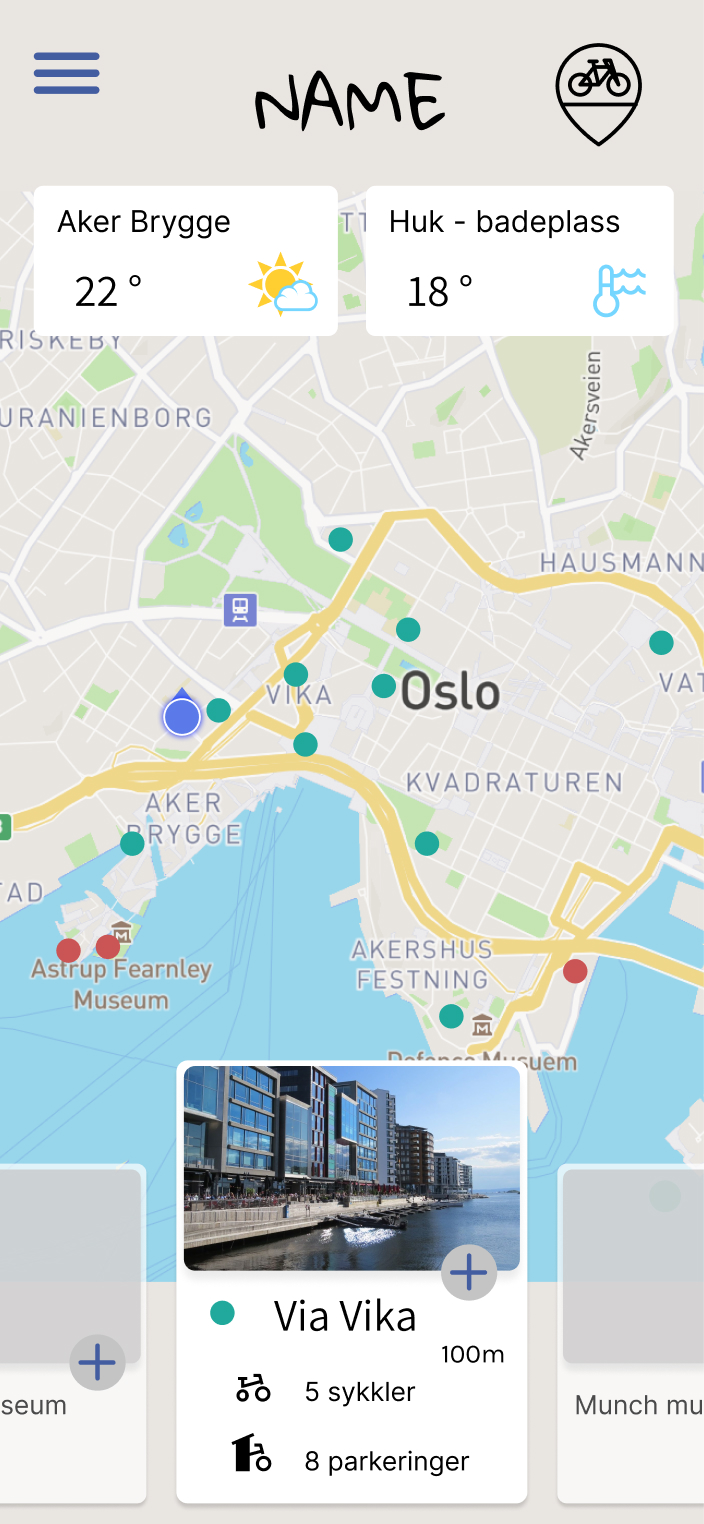 NAME
Aker Brygge
Huk - badeplass
22 °
18 °
RISKEBY
Akersveien
URANIENBORG
HAUSMANN
VIKA
Oslo
VAT
KVADRATUREN
AKER
BRYGGE
TAD
AKERSHUS
FESTNING
Astrup Fearnley
Museum
Defence Musuem
Via Vika
100m
5 sykkler
seum
Munch mu
8 parkeringer